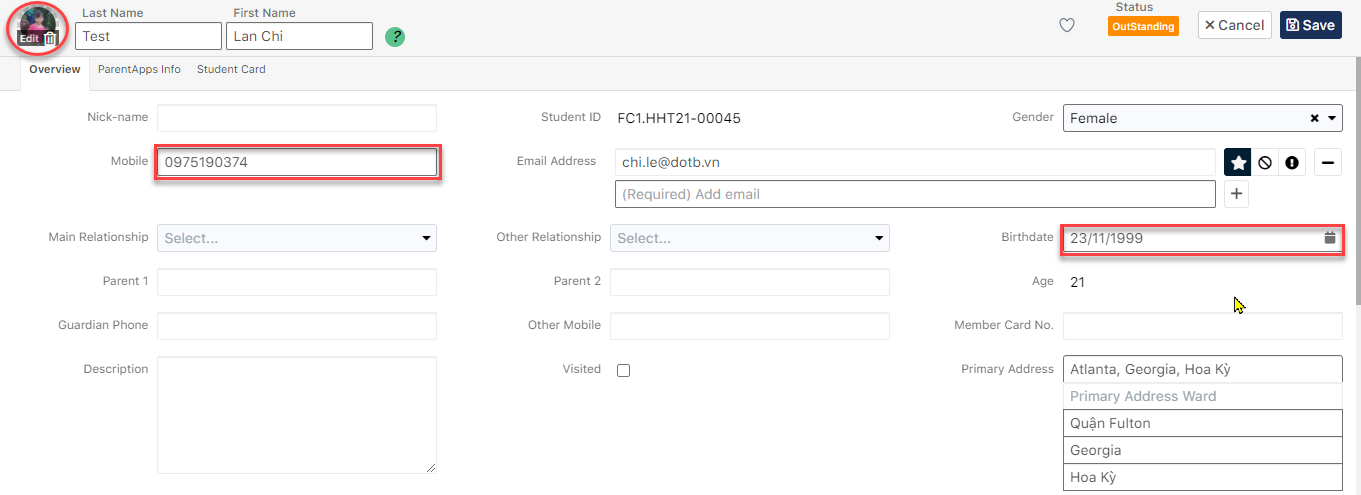 Last Name First Name Status
Edit Test Lan Chi ? OutStanding Cancel Save
Overview ParentApps Info Student Card
Nick-name Student ID FC1.HHT21-00045 Gender Female
Mobile 0975190374 Email Address chi.le@dotb.vn
(Required) Add email
Main Relationship Select... Other Relationship Select... Birthdate 23/11/1999
Parent 1 Parent 2 Age 21
Guardian Phone Other Mobile Member Card No.
Description Visited Primary Address Atlanta, Georgia, Hoa Kỳ
Primary Address Ward
Quận Fulton
Georgia
Hoa Kỳ